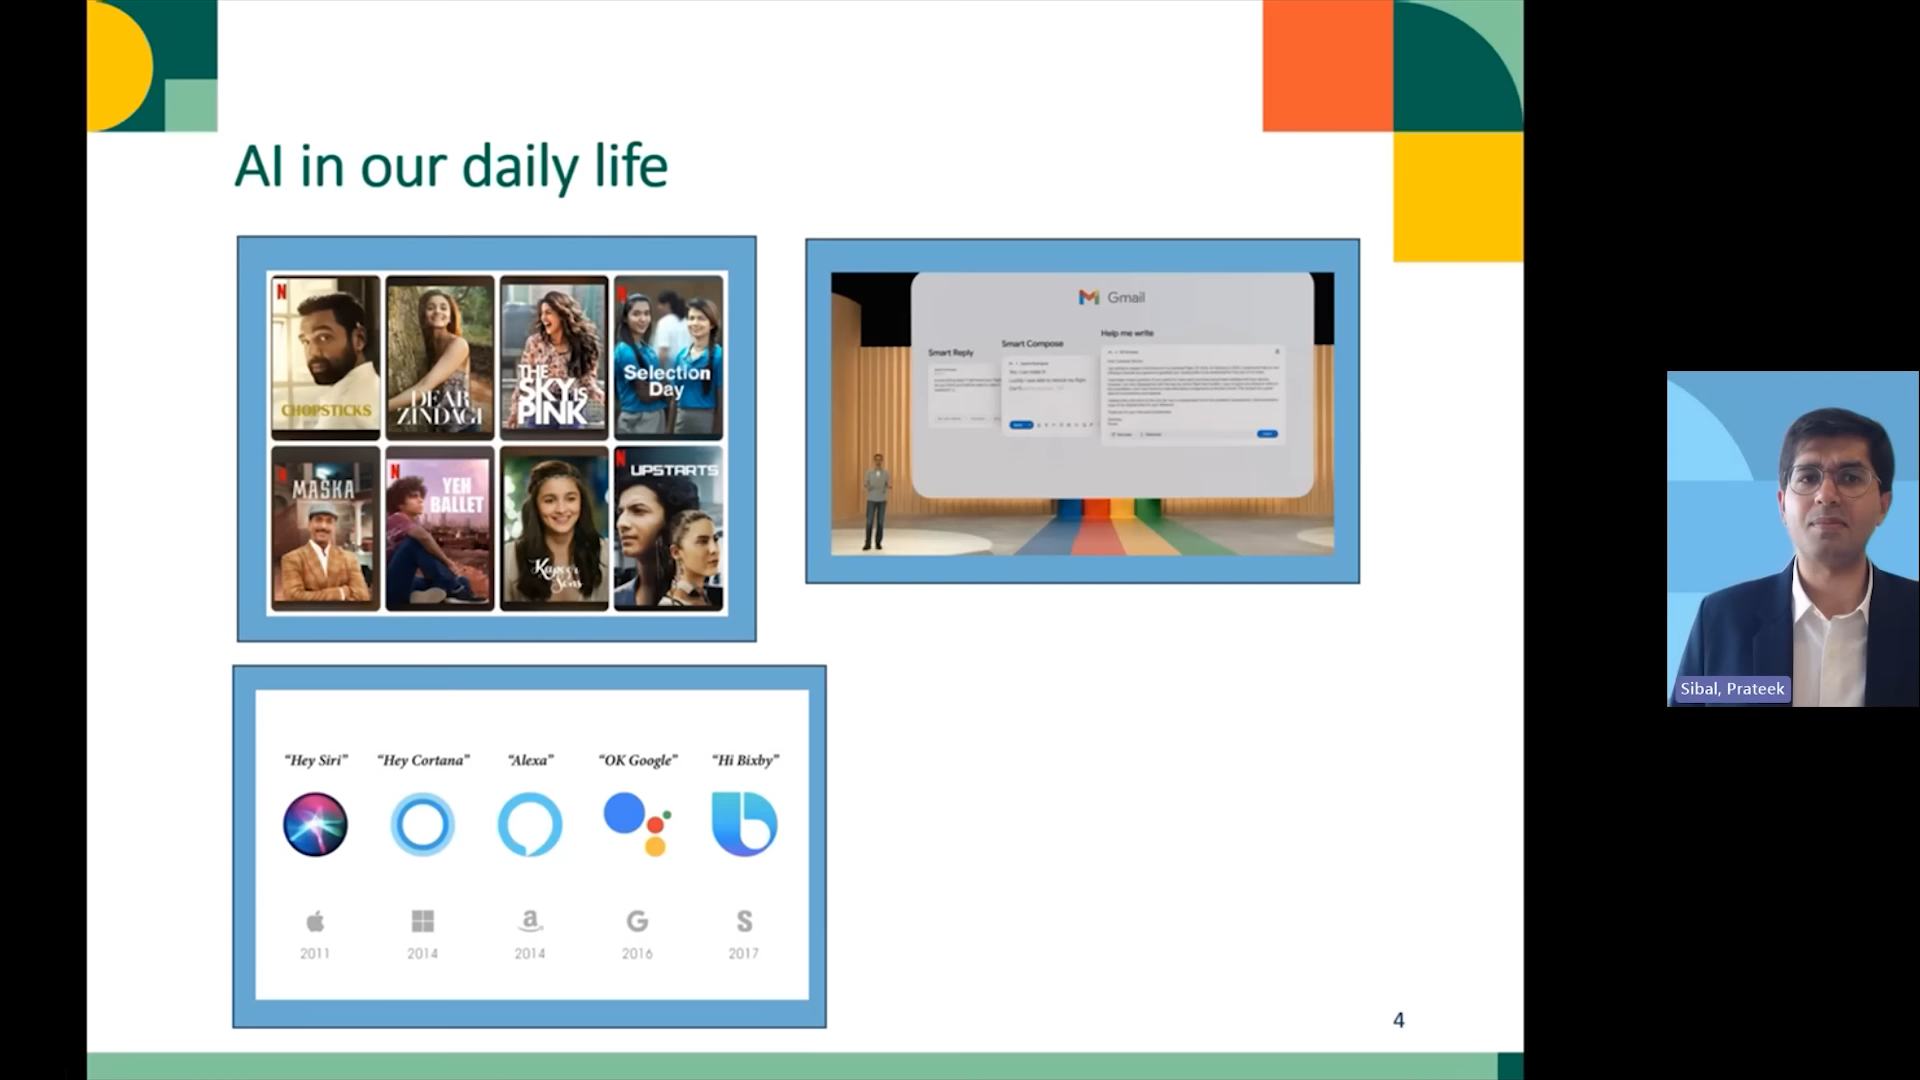 AI in our daily life
N
CHOPSTICKS
DEAR
ZINDAGI
THE
SKY IS
PINK
N
Selection
Day
N
MASKA
N
YEH
BALLET
Kapoor
& Sons
N
UPSTARTS
Gmail
Smart Reply
Smart Compose
Help me write
"Hey Siri" "Hey Cortana" "Alexa" "OK Google" "Hi Bixby"
a G S
2011 2014 2014 2016 2017
4
Sibal, Prateek